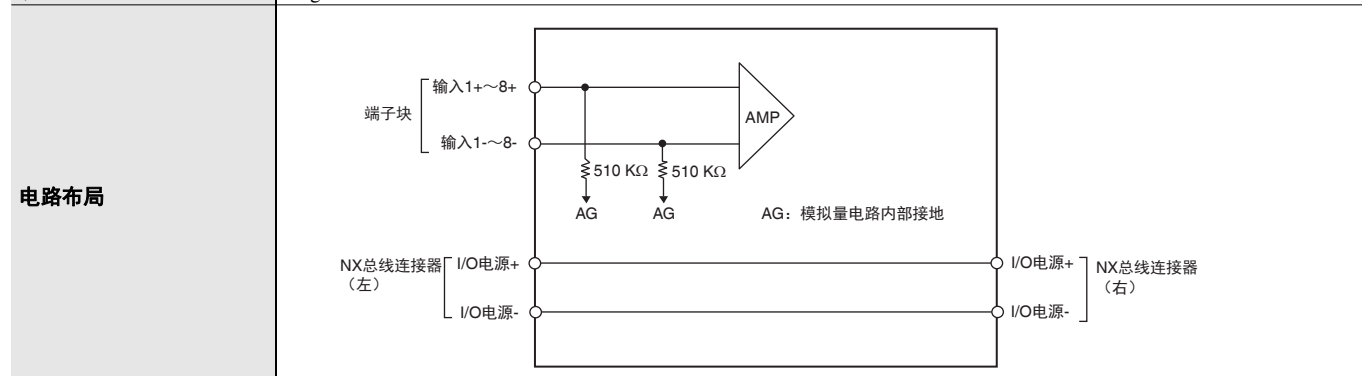 电路布局
端子块
输入1+～8+
输入1-～8-
AMP
510 KΩ
510 KΩ
AG
AG
AG：模拟量电路内部接地
NX总线连接器
（左）
I/O电源+
I/O电源-
I/O电源+
I/O电源-
NX总线连接器
（右）